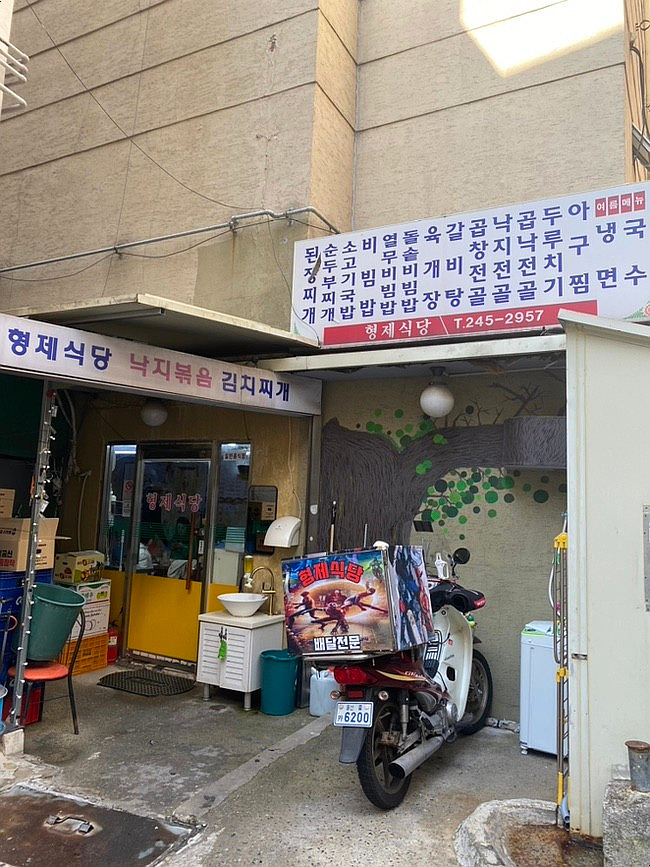 여름메뉴
된장찌개
순두부찌개
소고기국밥
비빔밥
열무비빔밥
돌솥비빔밥
육개장
갈비탕
곱창전골
낙지전골
곱낙전골
두루치기
아구찜
냉면
국수
형제식당 T.245-2957
형제식당 낙지볶음 김치찌개
형제식당
형제식당
배달전문
6200